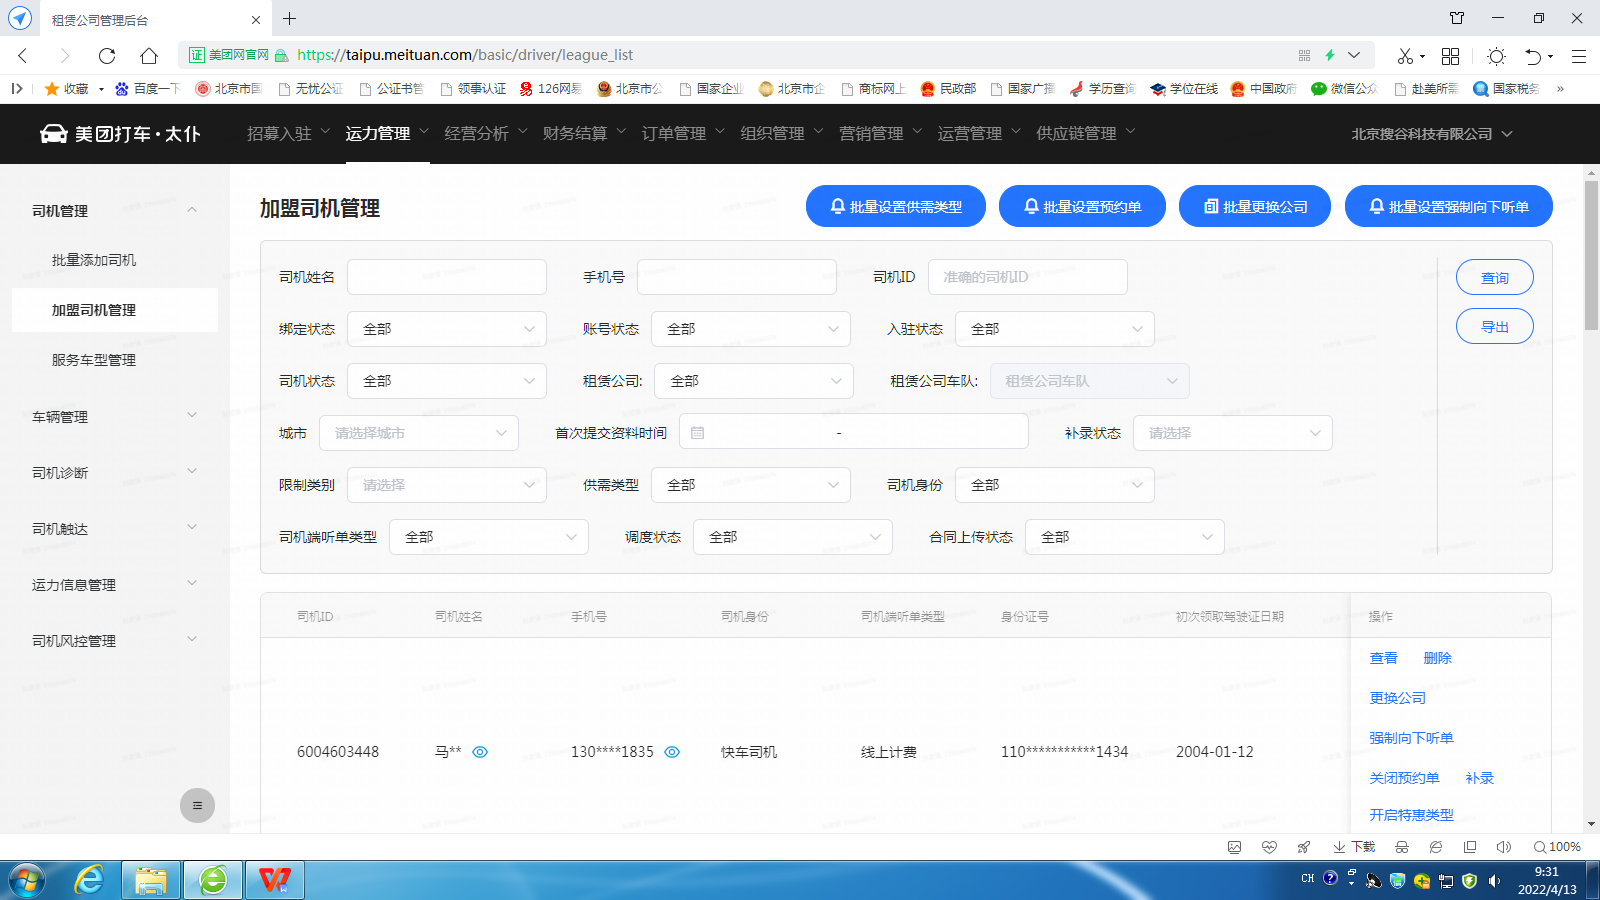 租赁公司管理后台
证 美团网官网 https://taipu.meituan.com/basic/driver/league_list
收藏 百度一下 北京市国 无忧公证 公证书管 领事认证 126网易 北京市公 国家企业 北京市企 商标网上 民政部 国家广播 学历查询 学位在线 中国政府 微信公众 赴美所需 国家税务 »
美团打车·太仆 招募入驻 运力管理 经营分析 财务结算 订单管理 组织管理 营销管理 运营管理 供应链管理 北京搜谷科技有限公司
司机管理
批量添加司机
加盟司机管理
服务车型管理
车辆管理
司机诊断
司机触达
运力信息管理
司机风控管理
加盟司机管理 批量设置供需类型 批量设置预约单 批量更换公司 批量设置强制向下听单
司机姓名 手机号 司机ID 准确的司机ID 查询
绑定状态 全部 账号状态 全部 入驻状态 全部 导出
司机状态 全部 租赁公司: 全部 租赁公司车队: 租赁公司车队
城市 请选择城市 首次提交资料时间 - 补录状态 请选择
限制类别 请选择 供需类型 全部 司机身份 全部
司机端听单类型 全部 调度状态 全部 合同上传状态 全部
司机ID 司机姓名 手机号 司机身份 司机端听单类型 身份证号 初次领取驾驶证日期 操作
6004603448 马** 130****1835 快车司机 线上计费 110***********1434 2004-01-12
查看 删除
更换公司
强制向下听单
关闭预约单 补录
开启特惠类型
下载 100%
CH 9:31
2022/4/13